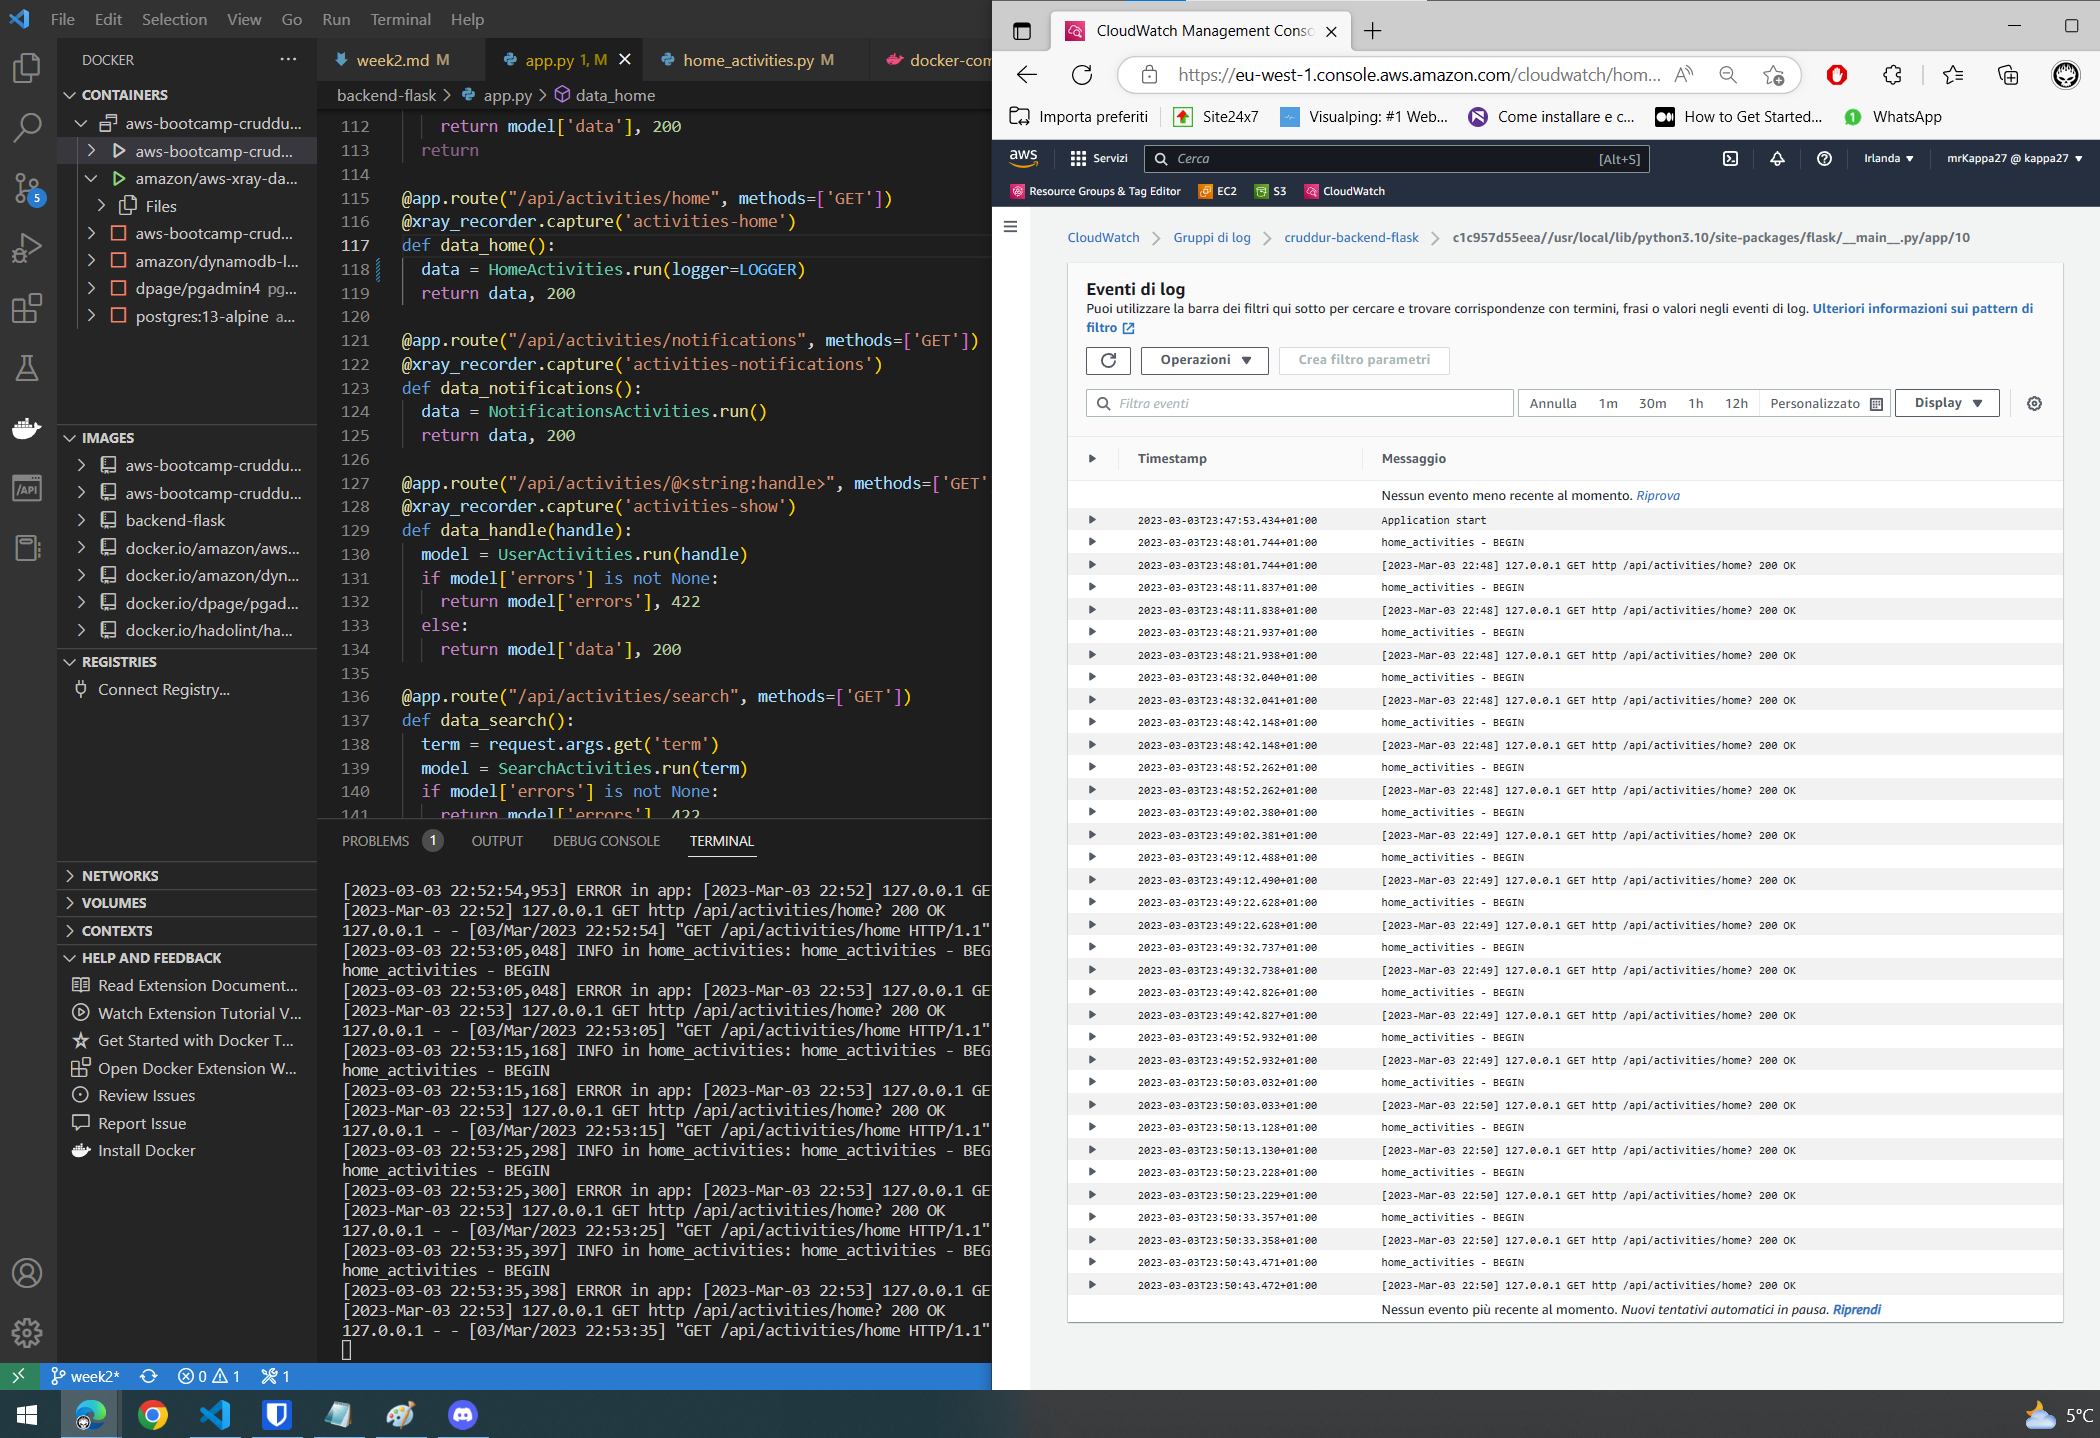 File Edit Selection View Go Run Terminal Help
DOCKER
CONTAINERS
aws-bootcamp-cruddu...
aws-bootcamp-crud...
amazon/aws-xray-da...
Files
aws-bootcamp-crud...
amazon/dynamodb-l...
dpage/pgadmin4 pg...
postgres:13-alpine a...
IMAGES
aws-bootcamp-cruddu...
aws-bootcamp-cruddu...
backend-flask
docker.io/amazon/aws...
docker.io/amazon/dyn...
docker.io/dpage/pgad...
docker.io/hadolint/ha...
REGISTRIES
Connect Registry...
NETWORKS
VOLUMES
CONTEXTS
HELP AND FEEDBACK
Read Extension Document...
Watch Extension Tutorial V...
Get Started with Docker T...
Open Docker Extension W...
Review Issues
Report Issue
Install Docker
5
week2.md M app.py 1, M home_activities.py M docker-com
backend-flask > app.py > data_home
112 return model['data'], 200
113 return
114
115 @app.route("/api/activities/home", methods=['GET'])
116 @xray_recorder.capture('activities-home')
117 def data_home():
118 data = HomeActivities.run(logger=LOGGER)
119 return data, 200
120
121 @app.route("/api/activities/notifications", methods=['GET'])
122 @xray_recorder.capture('activities-notifications')
123 def data_notifications():
124 data = NotificationsActivities.run()
125 return data, 200
126
127 @app.route("/api/activities/@<string:handle>", methods=['GET'
128 @xray_recorder.capture('activities-show')
129 def data_handle(handle):
130 model = UserActivities.run(handle)
131 if model['errors'] is not None:
132 return model['errors'], 422
133 else:
134 return model['data'], 200
135
136 @app.route("/api/activities/search", methods=['GET'])
137 def data_search():
138 term = request.args.get('term')
139 model = SearchActivities.run(term)
140 if model['errors'] is not None:
141 return model['errors'], 422
PROBLEMS 1 OUTPUT DEBUG CONSOLE TERMINAL
[2023-03-03 22:52:54,953] ERROR in app: [2023-Mar-03 22:52] 127.0.0.1 GE
[2023-Mar-03 22:52] 127.0.0.1 GET http /api/activities/home? 200 OK
127.0.0.1 - - [03/Mar/2023 22:52:54] "GET /api/activities/home HTTP/1.1"
[2023-03-03 22:53:05,048] INFO in home_activities: home_activities - BEG
home_activities - BEGIN
[2023-03-03 22:53:05,048] ERROR in app: [2023-Mar-03 22:53] 127.0.0.1 GE
[2023-Mar-03 22:53] 127.0.0.1 GET http /api/activities/home? 200 OK
127.0.0.1 - - [03/Mar/2023 22:53:05] "GET /api/activities/home HTTP/1.1"
[2023-03-03 22:53:15,168] INFO in home_activities: home_activities - BEG
home_activities - BEGIN
[2023-03-03 22:53:15,168] ERROR in app: [2023-Mar-03 22:53] 127.0.0.1 GE
[2023-Mar-03 22:53] 127.0.0.1 GET http /api/activities/home? 200 OK
127.0.0.1 - - [03/Mar/2023 22:53:15] "GET /api/activities/home HTTP/1.1"
[2023-03-03 22:53:25,298] INFO in home_activities: home_activities - BEG
home_activities - BEGIN
[2023-03-03 22:53:25,300] ERROR in app: [2023-Mar-03 22:53] 127.0.0.1 GE
[2023-Mar-03 22:53] 127.0.0.1 GET http /api/activities/home? 200 OK
127.0.0.1 - - [03/Mar/2023 22:53:25] "GET /api/activities/home HTTP/1.1"
[2023-03-03 22:53:35,397] INFO in home_activities: home_activities - BEG
home_activities - BEGIN
[2023-03-03 22:53:35,398] ERROR in app: [2023-Mar-03 22:53] 127.0.0.1 GE
[2023-Mar-03 22:53] 127.0.0.1 GET http /api/activities/home? 200 OK
127.0.0.1 - - [03/Mar/2023 22:53:35] "GET /api/activities/home HTTP/1.1"
week2* 0 1 1
CloudWatch Management Conso
https://eu-west-1.console.aws.amazon.com/cloudwatch/hom...
Importa preferiti Site24x7 Visualping: #1 Web... Come installare e c... How to Get Started... WhatsApp
aws Servizi Cerca [Alt+S] Irlanda mrKappa27 @ kappa27
Resource Groups & Tag Editor EC2 S3 CloudWatch
CloudWatch > Gruppi di log > cruddur-backend-flask > c1c957d55eea//usr/local/lib/python3.10/site-packages/flask/__main__.py/app/10
Eventi di log
Puoi utilizzare la barra dei filtri qui sotto per cercare e trovare corrispondenze con termini, frasi o valori negli eventi di log. Ulteriori informazioni sui pattern di
filtro
Operazioni Crea filtro parametri
Filtra eventi Annulla 1m 30m 1h 12h Personalizzato Display
Timestamp Messaggio
Nessun evento meno recente al momento. Riprova
2023-03-03T23:47:53.434+01:00 Application start
2023-03-03T23:48:01.744+01:00 home_activities - BEGIN
2023-03-03T23:48:01.744+01:00 [2023-Mar-03 22:48] 127.0.0.1 GET http /api/activities/home? 200 OK
2023-03-03T23:48:11.837+01:00 home_activities - BEGIN
2023-03-03T23:48:11.838+01:00 [2023-Mar-03 22:48] 127.0.0.1 GET http /api/activities/home? 200 OK
2023-03-03T23:48:21.937+01:00 home_activities - BEGIN
2023-03-03T23:48:21.938+01:00 [2023-Mar-03 22:48] 127.0.0.1 GET http /api/activities/home? 200 OK
2023-03-03T23:48:32.040+01:00 home_activities - BEGIN
2023-03-03T23:48:32.041+01:00 [2023-Mar-03 22:48] 127.0.0.1 GET http /api/activities/home? 200 OK
2023-03-03T23:48:42.148+01:00 home_activities - BEGIN
2023-03-03T23:48:42.148+01:00 [2023-Mar-03 22:48] 127.0.0.1 GET http /api/activities/home? 200 OK
2023-03-03T23:48:52.262+01:00 home_activities - BEGIN
2023-03-03T23:48:52.262+01:00 [2023-Mar-03 22:48] 127.0.0.1 GET http /api/activities/home? 200 OK
2023-03-03T23:49:02.380+01:00 home_activities - BEGIN
2023-03-03T23:49:02.381+01:00 [2023-Mar-03 22:49] 127.0.0.1 GET http /api/activities/home? 200 OK
2023-03-03T23:49:12.488+01:00 home_activities - BEGIN
2023-03-03T23:49:12.490+01:00 [2023-Mar-03 22:49] 127.0.0.1 GET http /api/activities/home? 200 OK
2023-03-03T23:49:22.628+01:00 home_activities - BEGIN
2023-03-03T23:49:22.628+01:00 [2023-Mar-03 22:49] 127.0.0.1 GET http /api/activities/home? 200 OK
2023-03-03T23:49:32.737+01:00 home_activities - BEGIN
2023-03-03T23:49:32.738+01:00 [2023-Mar-03 22:49] 127.0.0.1 GET http /api/activities/home? 200 OK
2023-03-03T23:49:42.826+01:00 home_activities - BEGIN
2023-03-03T23:49:42.827+01:00 [2023-Mar-03 22:49] 127.0.0.1 GET http /api/activities/home? 200 OK
2023-03-03T23:49:52.932+01:00 home_activities - BEGIN
2023-03-03T23:49:52.932+01:00 [2023-Mar-03 22:49] 127.0.0.1 GET http /api/activities/home? 200 OK
2023-03-03T23:50:03.032+01:00 home_activities - BEGIN
2023-03-03T23:50:03.033+01:00 [2023-Mar-03 22:50] 127.0.0.1 GET http /api/activities/home? 200 OK
2023-03-03T23:50:13.128+01:00 home_activities - BEGIN
2023-03-03T23:50:13.130+01:00 [2023-Mar-03 22:50] 127.0.0.1 GET http /api/activities/home? 200 OK
2023-03-03T23:50:23.228+01:00 home_activities - BEGIN
2023-03-03T23:50:23.229+01:00 [2023-Mar-03 22:50] 127.0.0.1 GET http /api/activities/home? 200 OK
2023-03-03T23:50:33.357+01:00 home_activities - BEGIN
2023-03-03T23:50:33.358+01:00 [2023-Mar-03 22:50] 127.0.0.1 GET http /api/activities/home? 200 OK
2023-03-03T23:50:43.471+01:00 home_activities - BEGIN
2023-03-03T23:50:43.472+01:00 [2023-Mar-03 22:50] 127.0.0.1 GET http /api/activities/home? 200 OK
Nessun evento più recente al momento. Nuovi tentativi automatici in pausa. Riprendi
5°C